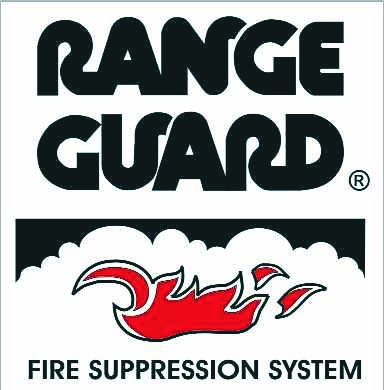 RANGE
GUARD®
FIRE SUPPRESSION SYSTEM